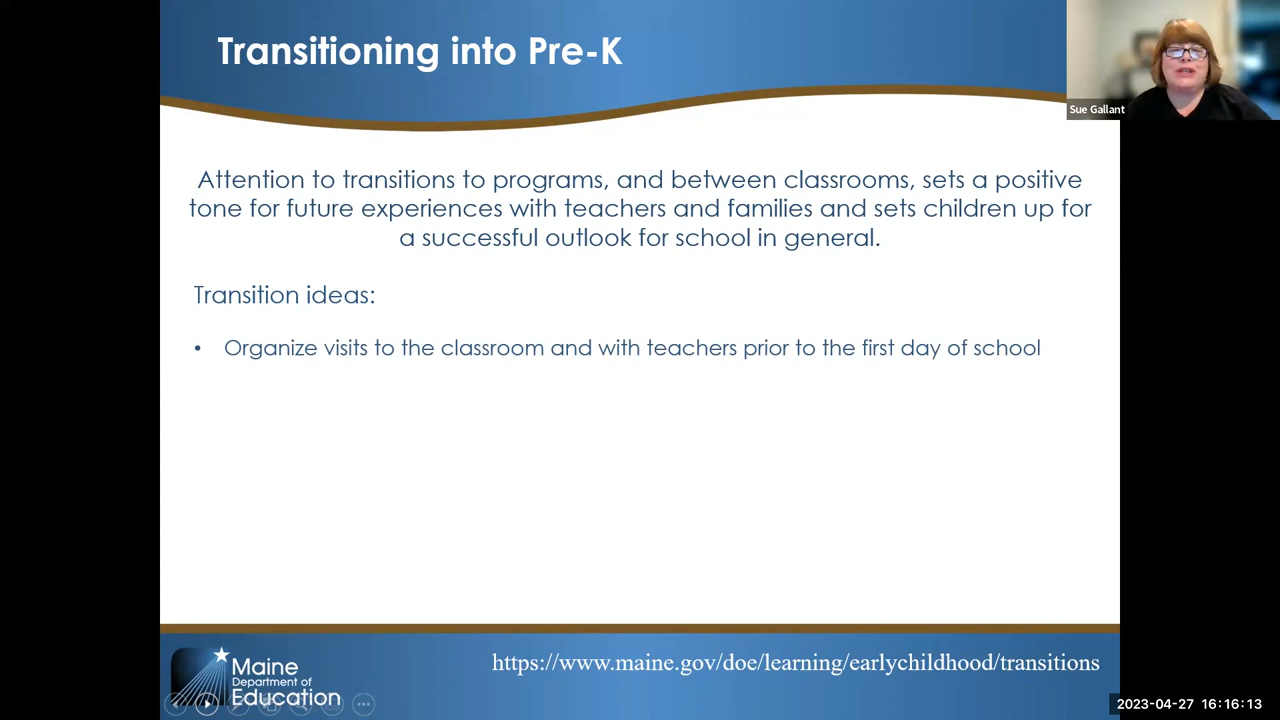 Transitioning into Pre-K
Sue Gallant
Attention to transitions to programs, and between classrooms, sets a positive
tone for future experiences with teachers and families and sets children up for
a successful outlook for school in general.
Transition ideas:
• Organize visits to the classroom and with teachers prior to the first day of school
Maine
Department of
Education
https://www.maine.gov/doe/learning/earlychildhood/transitions
2023-04-27 16:16:13